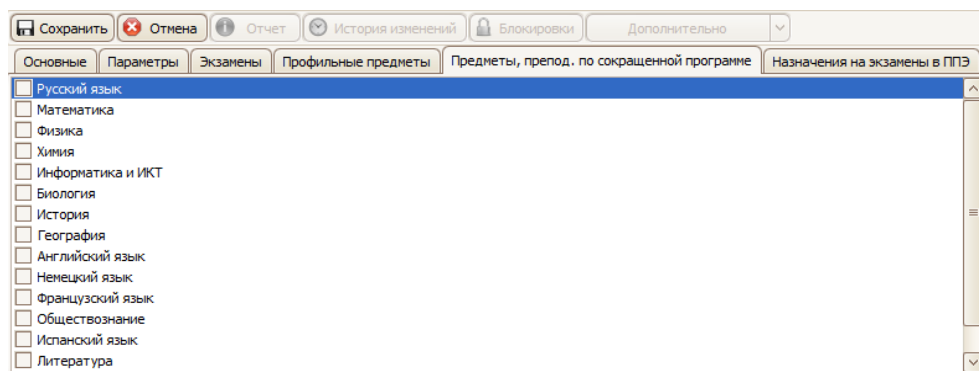 Сохранить Отмена Отчет История изменений Блокировки Дополнительно
Основные Параметры Экзамены Профильные предметы Предметы, препод. по сокращенной программе Назначения на экзамены в ППЭ
Русский язык
Математика
Физика
Химия
Информатика и ИКТ
Биология
История
География
Английский язык
Немецкий язык
Французский язык
Обществознание
Испанский язык
Литература